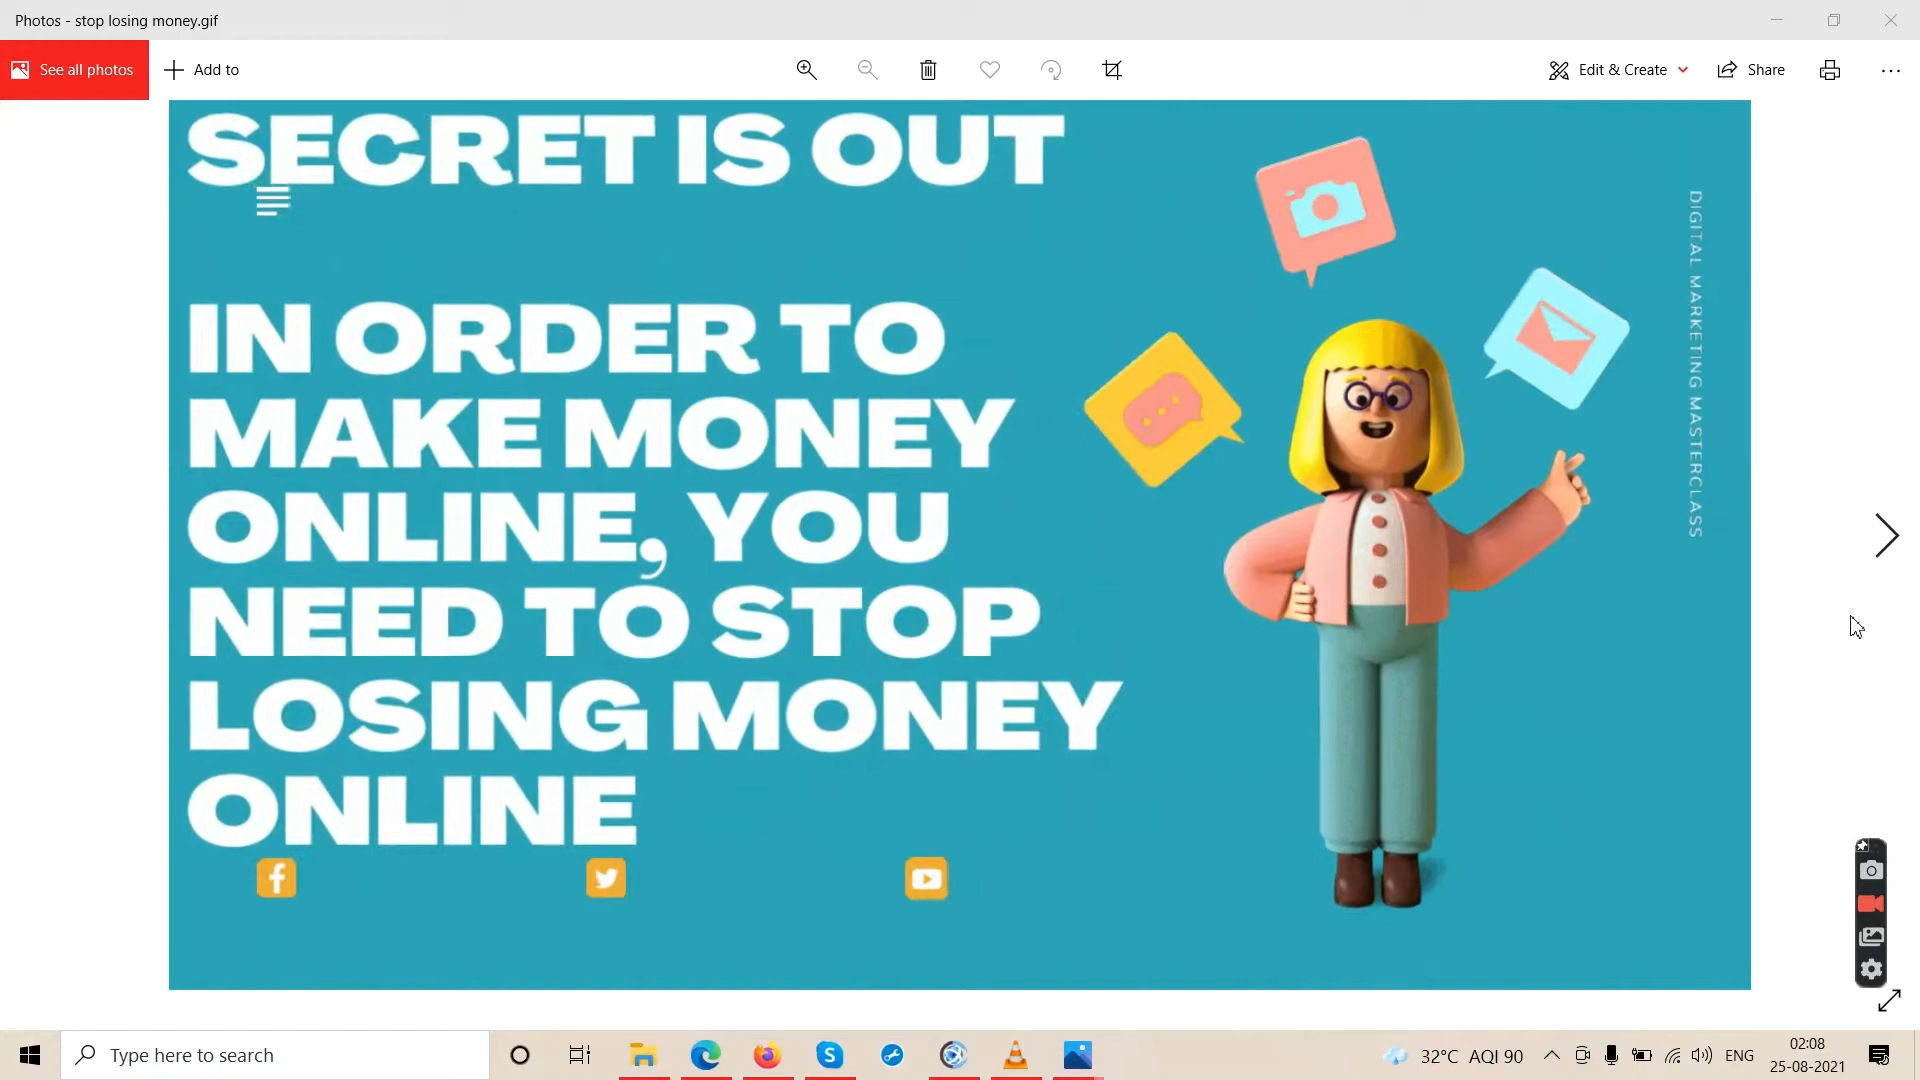 Photos - stop losing money.gif
See all photos
Add to
Edit & Create
Share
SECRET IS OUT
IN ORDER TO
MAKE MONEY
ONLINE, YOU
NEED TO STOP
LOSING MONEY
ONLINE
DIGITAL MARKETING MASTERCLASS
Type here to search
32°C AQI 90
ENG
02:08
25-08-2021